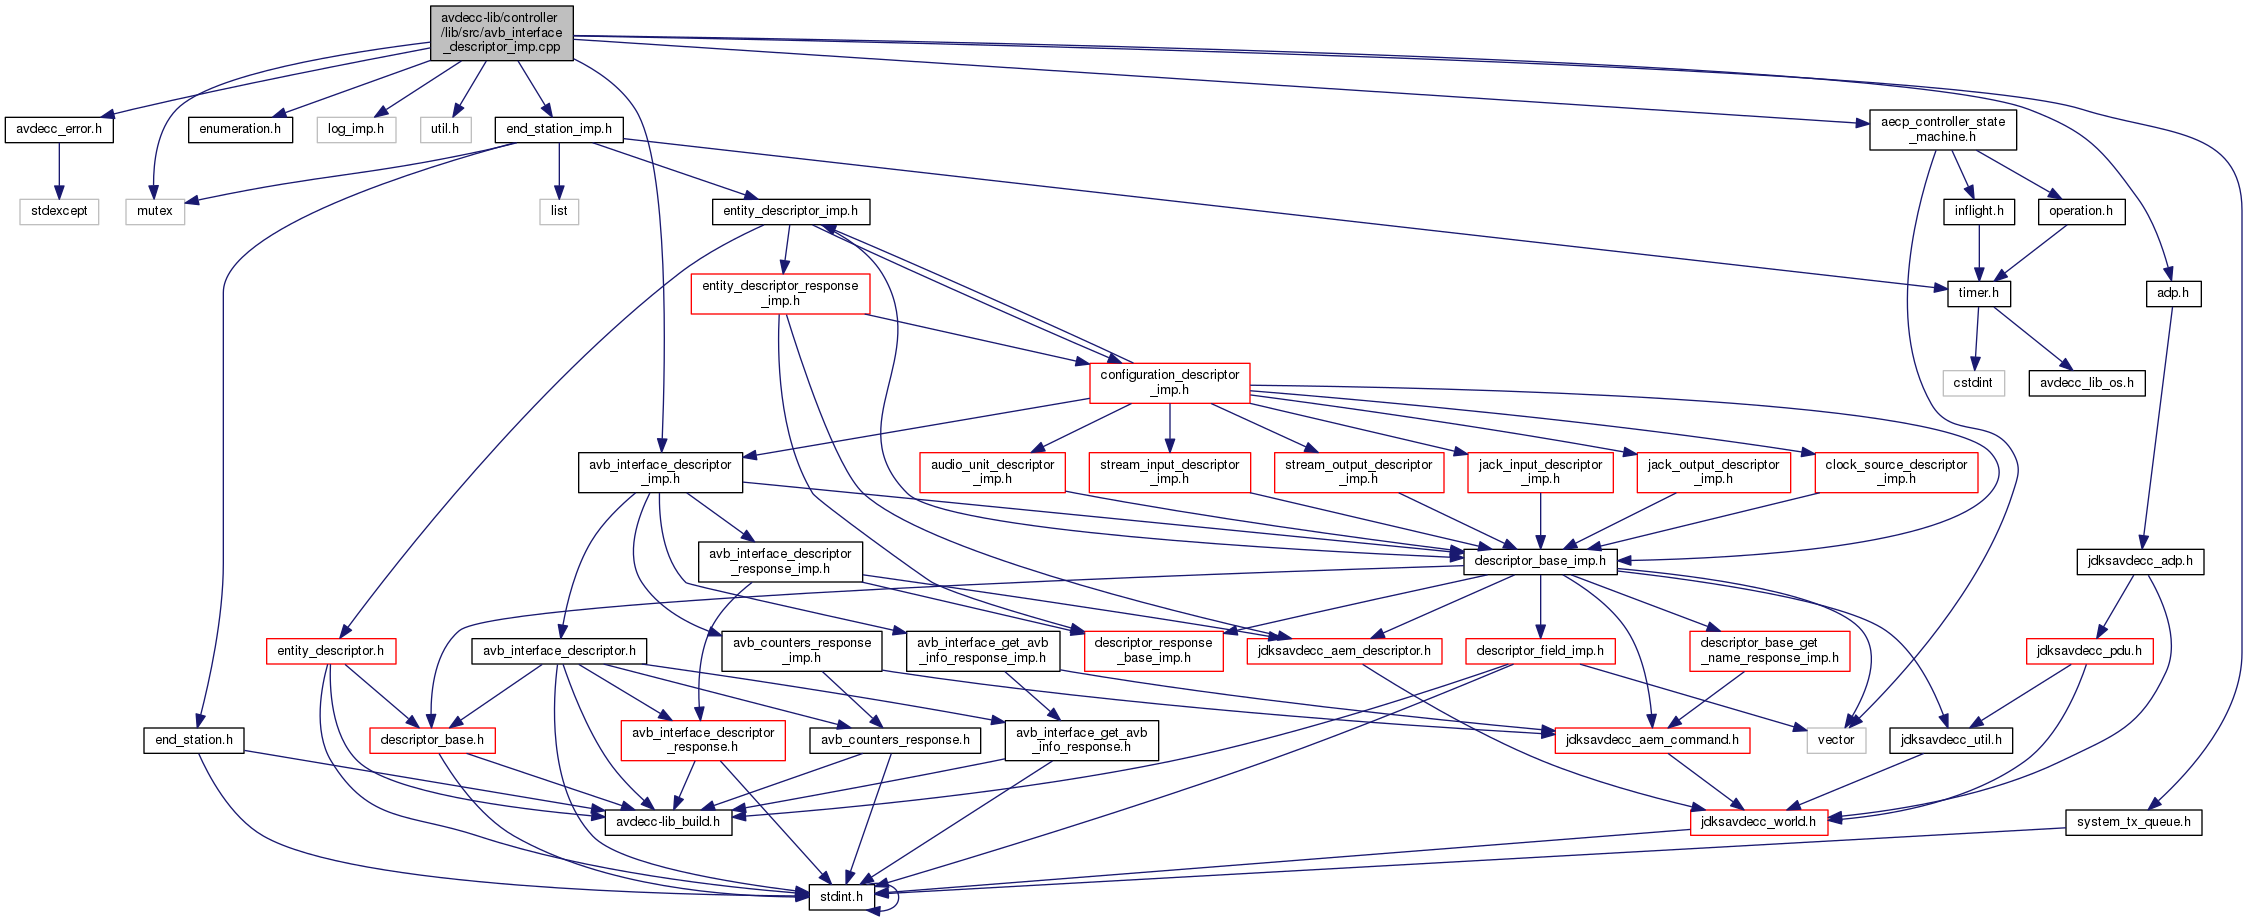 avdecc-lib/controller
/lib/src/avb_interface
_descriptor_imp.cpp
avdecc_error.h
enumeration.h
log_imp.h
util.h
end_station_imp.h
aecp_controller_state
_machine.h
stdexcept
mutex
list
entity_descriptor_imp.h
inflight.h
operation.h
entity_descriptor_response
_imp.h
timer.h
adp.h
configuration_descriptor
_imp.h
cstdint
avdecc_lib_os.h
avb_interface_descriptor
_imp.h
audio_unit_descriptor
_imp.h
stream_input_descriptor
_imp.h
stream_output_descriptor
_imp.h
jack_input_descriptor
_imp.h
jack_output_descriptor
_imp.h
clock_source_descriptor
_imp.h
avb_interface_descriptor
_response_imp.h
descriptor_base_imp.h
jdksavdecc_adp.h
entity_descriptor.h
avb_interface_descriptor.h
avb_counters_response
_imp.h
avb_interface_get_avb
_info_response_imp.h
descriptor_response
_base_imp.h
jdksavdecc_aem_descriptor.h
descriptor_field_imp.h
descriptor_base_get
_name_response_imp.h
jdksavdecc_pdu.h
end_station.h
descriptor_base.h
avb_interface_descriptor
_response.h
avb_counters_response.h
avb_interface_get_avb
_info_response.h
jdksavdecc_aem_command.h
vector
jdksavdecc_util.h
avdecc-lib_build.h
jdksavdecc_world.h
system_tx_queue.h
stdint.h